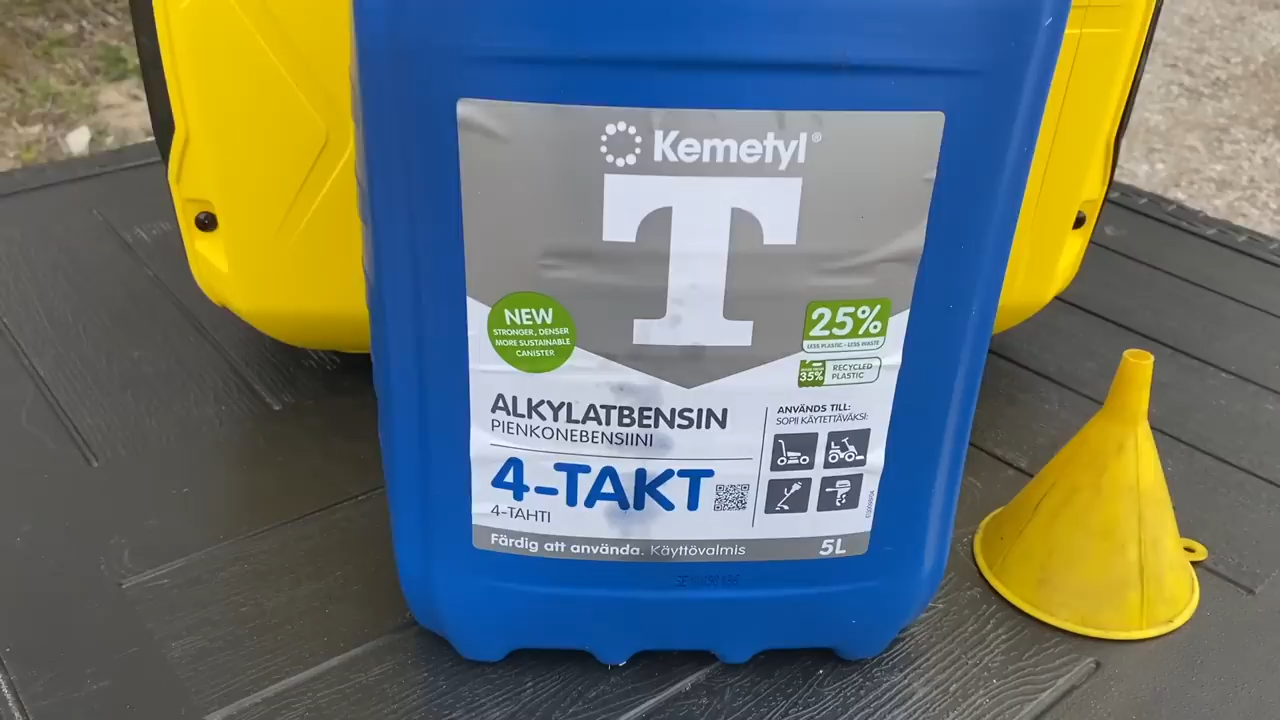 Kemetyl®
T
NEW
STRONGER, DENSER
MORE SUSTAINABLE
CANISTER
25%
LESS PLASTIC - LESS WASTE
35%
RECYCLED
PLASTIC
ALKYLATBENSIN
PIENKONEBENSIINI
4-TAKT
4-TAHTI
ANVÄNDS TILL:
SOPII KÄYTETTÄVÄKSI:
Färdig att använda. Käyttövalmis
5L